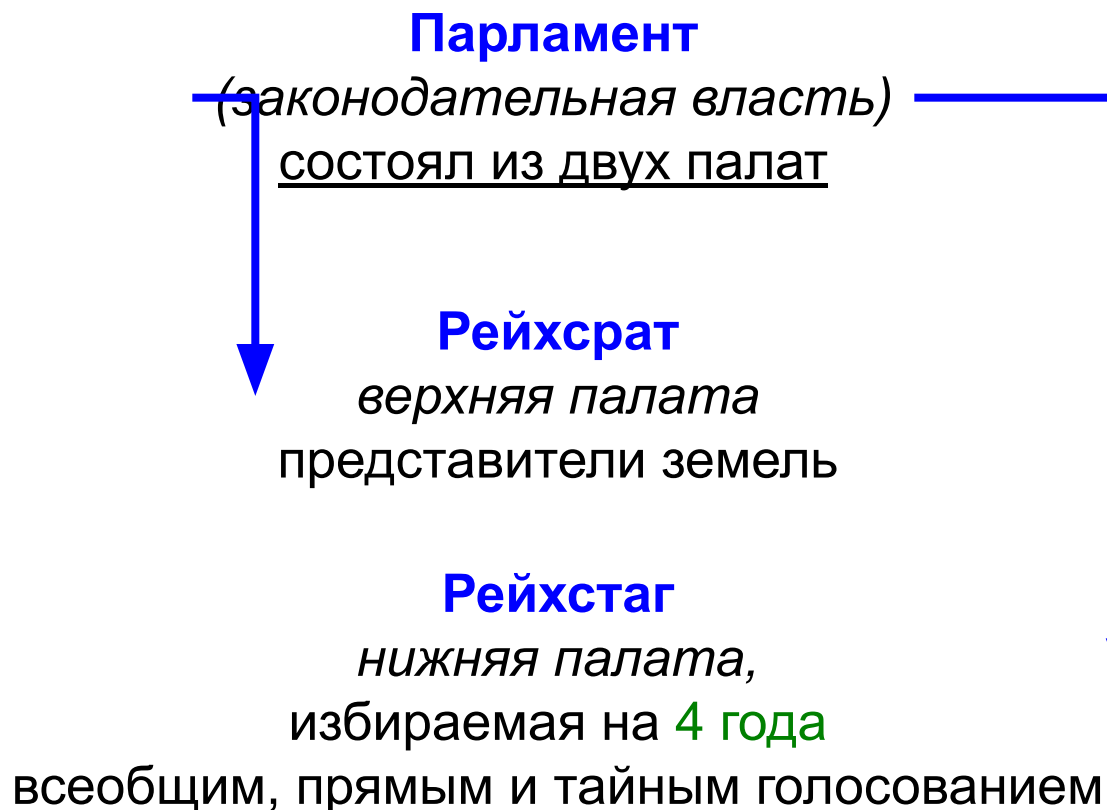 Парламент
(законодательная власть)
состоял из двух палат
Рейхсрат
верхняя палата
представители земель
Рейхстаг
нижняя палата,
избираемая на 4 года
всеобщим, прямым и тайным голосованием